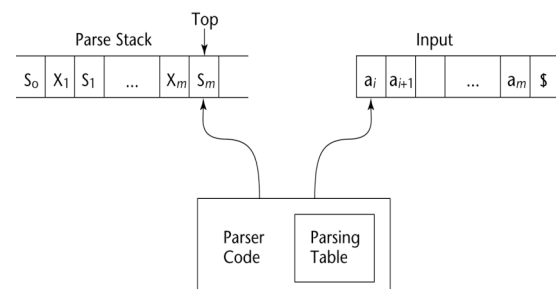 Top
Parse Stack
Input
S₀ X₁ S₁ ... Xₘ Sₘ
aᵢ aᵢ₊₁ ... aₘ $
Parser Code
Parsing Table